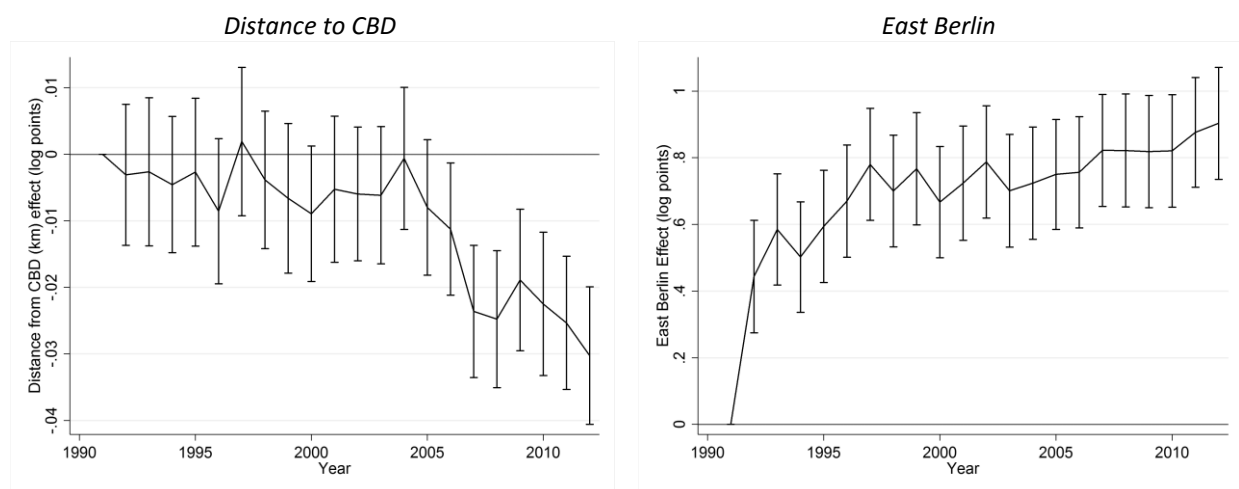 Distance to CBD
Distance from CBD (km) effect (log points)
.01
0
-.01
-.02
-.03
-.04
1990 1995 2000 2005 2010
Year
East Berlin
East Berlin Effect (log points)
1
.8
.6
.4
.2
0
1990 1995 2000 2005 2010
Year